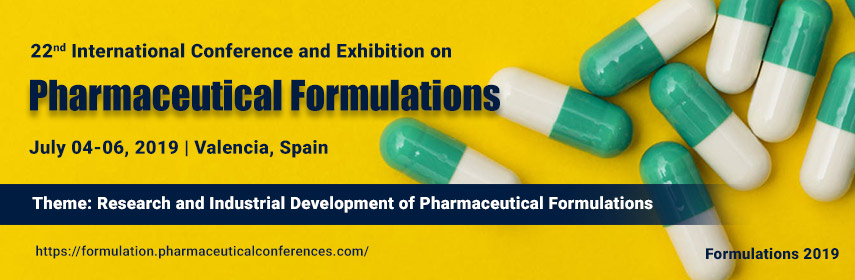 22nd International Conference and Exhibition on
Pharmaceutical Formulations
July 04-06, 2019 | Valencia, Spain
Theme: Research and Industrial Development of Pharmaceutical Formulations
https://formulation.pharmaceuticalconferences.com/
Formulations 2019